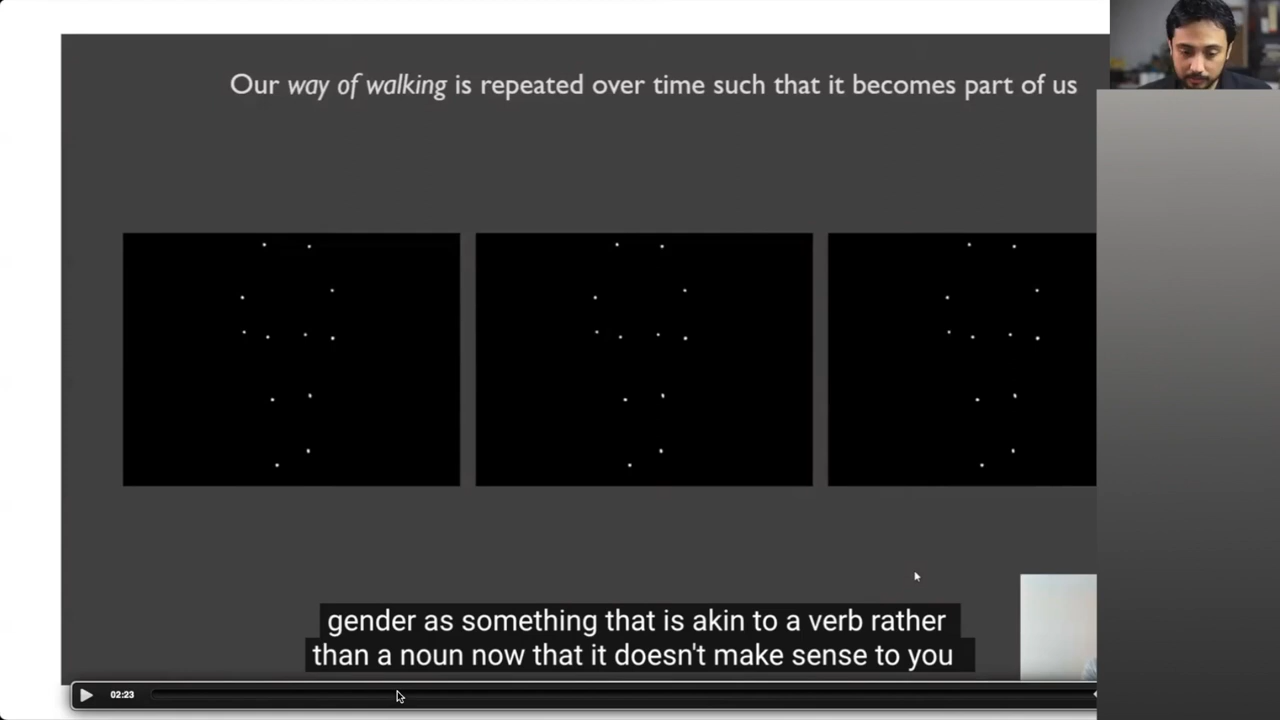 Our way of walking is repeated over time such that it becomes part of us
gender as something that is akin to a verb rather
than a noun now that it doesn't make sense to you
02:23